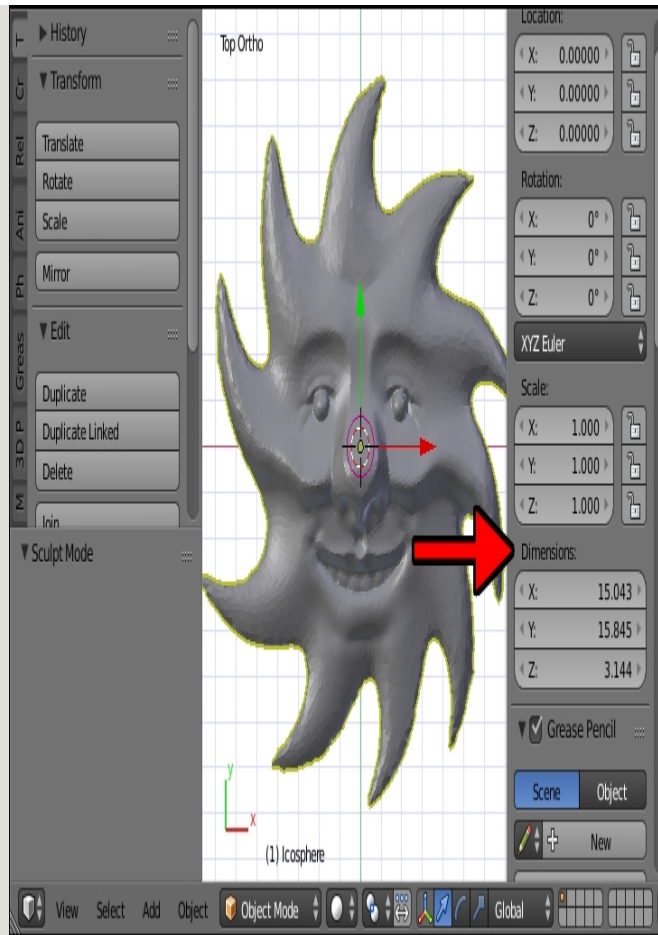 T
Cr
Rel
Ani
Ph
Greas
3D P
M
History
Transform
Translate
Rotate
Scale
Mirror
Edit
Duplicate
Duplicate Linked
Delete
Join
Sculpt Mode
Top Ortho
y
x
(1) Icosphere
Location:
X: 0.00000
Y: 0.00000
Z: 0.00000
Rotation:
X: 0°
Y: 0°
Z: 0°
XYZ Euler
Scale:
X: 1.000
Y: 1.000
Z: 1.000
Dimensions:
X: 15.043
Y: 15.845
Z: 3.144
Grease Pencil
Scene Object
New
View Select Add Object Object Mode Global